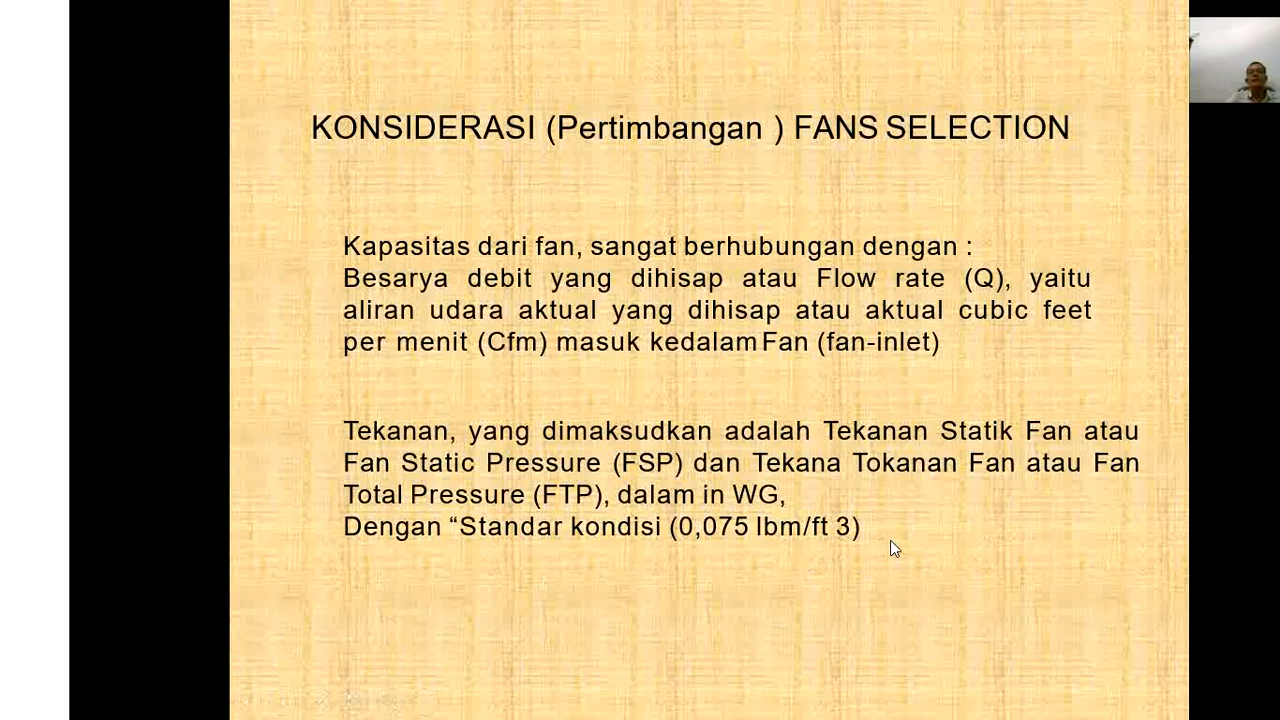 KONSIDERASI (Pertimbangan ) FANS SELECTION
Kapasitas dari fan, sangat berhubungan dengan :
Besarya debit yang dihisap atau Flow rate (Q), yaitu
aliran udara aktual yang dihisap atau aktual cubic feet
per menit (Cfm) masuk kedalam Fan (fan-inlet)
Tekanan, yang dimaksudkan adalah Tekanan Statik Fan atau
Fan Static Pressure (FSP) dan Tekana Tokanan Fan atau Fan
Total Pressure (FTP), dalam in WG,
Dengan “Standar kondisi (0,075 lbm/ft 3)